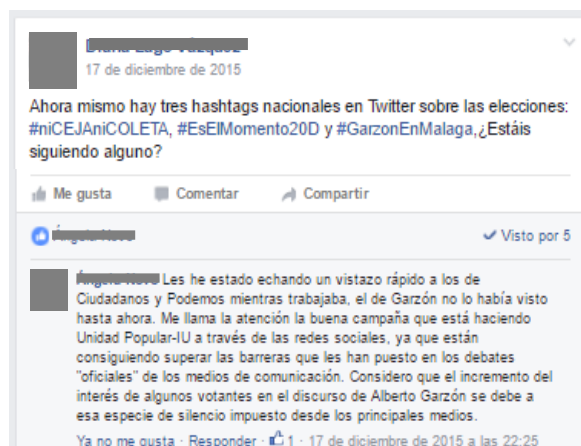 17 de diciembre de 2015
Ahora mismo hay tres hashtags nacionales en Twitter sobre las elecciones:
#niCEJAniCOLETA, #EsElMomento20D y #GarzonEnMalaga,¿Estáis
siguiendo alguno?
Me gusta Comentar Compartir
Visto por 5
Les he estado echando un vistazo rápido a los de
Ciudadanos y Podemos mientras trabajaba, el de Garzón no lo había visto
hasta ahora. Me llama la atención la buena campaña que está haciendo
Unidad Popular-IU a través de las redes sociales, ya que están
consiguiendo superar las barreras que les han puesto en los debates
"oficiales" de los medios de comunicación. Considero que el incremento del
interés de algunos votantes en el discurso de Alberto Garzón se debe a
esa especie de silencio impuesto desde los principales medios.
Ya no me gusta · Responder · 1 · 17 de diciembre de 2015 a las 22:25